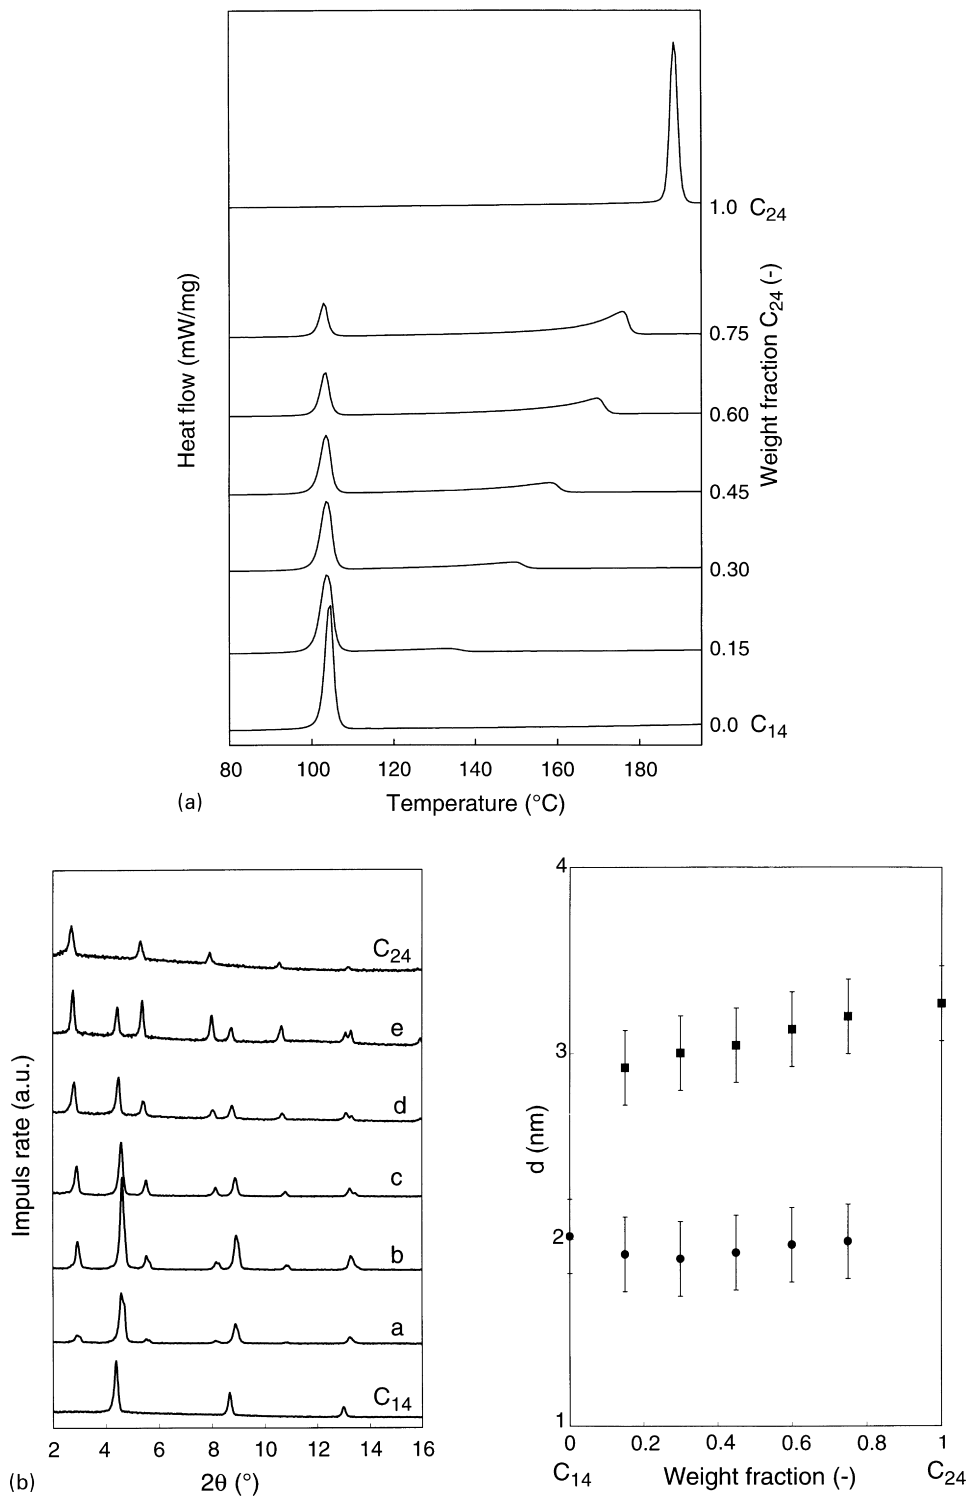 Heat flow (mW/mg)
Weight fraction C24 (-)
1.0 C24
0.75
0.60
0.45
0.30
0.15
0.0 C14
80 100 120 140 160 180
Temperature (°C)
(a)
Impuls rate (a.u.)
C24
e
d
c
b
a
C14
2 4 6 8 10 12 14 16
2θ (°)
(b)
d (nm)
4
3
2
1
0 0.2 0.4 0.6 0.8 1
C14 Weight fraction (-) C24